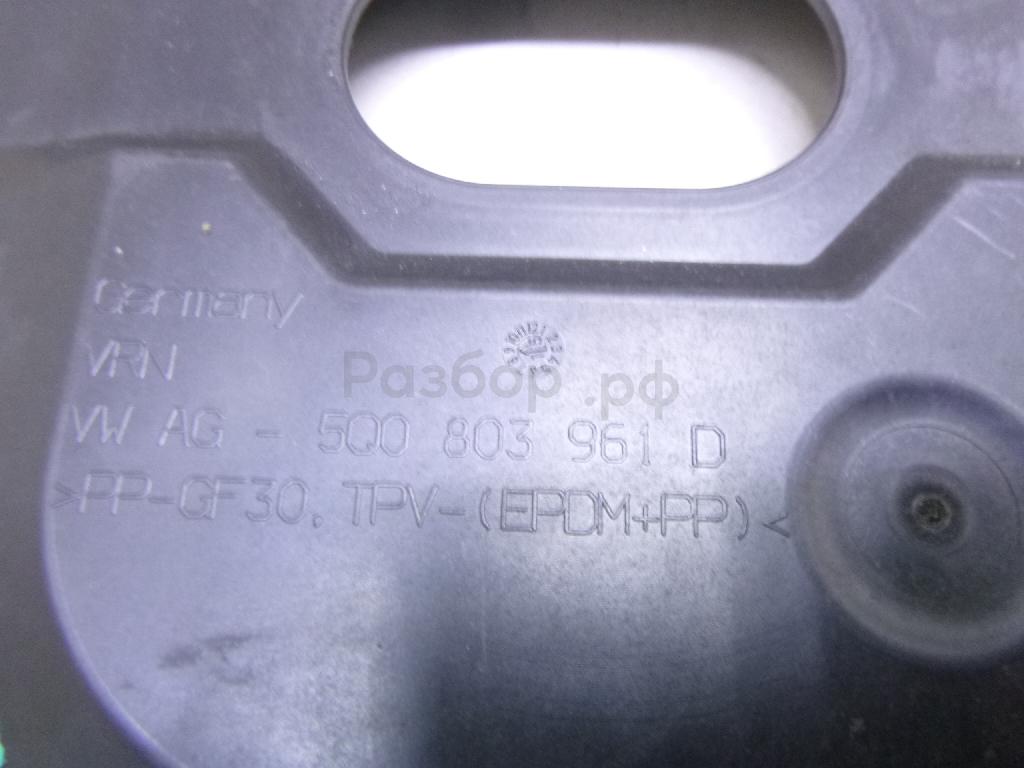 Germany
VRN
Разбор.рф
VW AG - 5Q0 803 961 D
>PP-GF30, TPV-(EPDM+PP)<